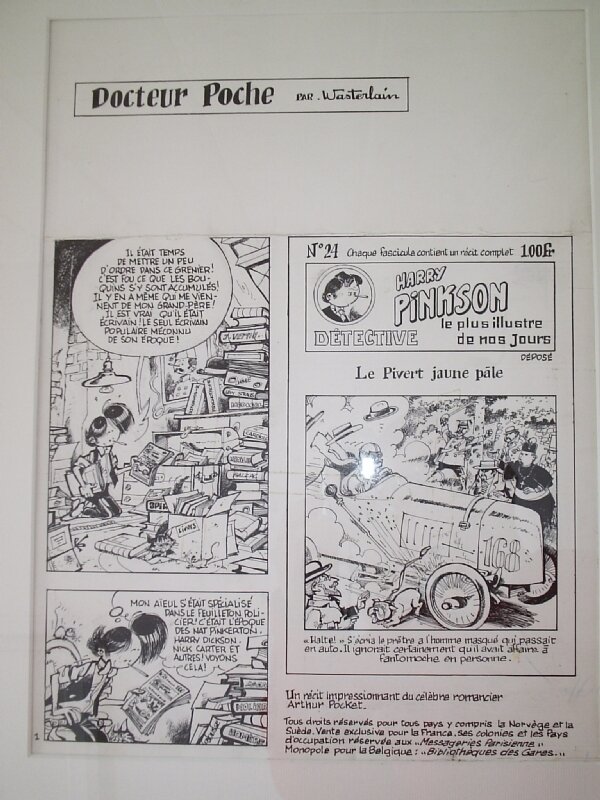 Docteur Poche PAR. Wasterlain
IL ÉTAIT TEMPS
DE METTRE UN PEU
D'ORDRE DANS CE GRENIER!
C'EST FOU CE QUE LES BOU-
QUINS S'Y SONT ACCUMULÉS!
IL Y EN A MÊME QUI ME VIEN-
NENT DE MON GRAND-PÈRE!
IL EST VRAI QU'IL ÉTAIT
ÉCRIVAIN! LE SEUL ÉCRIVAIN
POPULAIRE MÉCONNU
DE SON ÉPOQUE!
LIVRES
MON AÏEUL S'ÉTAIT SPÉCIALISÉ
DANS LE FEUILLETON POLI-
CIER! C'ÉTAIT L'ÉPOQUE
DES NAT PINKERTON.
HARRY DICKSON.
NICK CARTER ET
AUTRES! VOYONS
CELA!
1
N° 24 Chaque fascicule contient un récit complet 1.00Fr.
HARRY
PINKSON
DÉTECTIVE
le plus illustre
de nos Jours
DÉPOSÉ
Le Pivert jaune pâle
168
«Halte!» S'écria le prêtre à l'homme masqué qui passait
en auto. Il ignorait certainement qu'il avait affaire à
Fantomoche en personne.
Un récit impressionnant du célèbre romancier
Arthur Pocket.
Tous droits réservés pour tous pays y compris la Norvège et la
Suède. Vente exclusive pour la France, ses colonies et les Pays
d'occupation réservée aux «Messageries Parisienne»
Monopole pour la Belgique: «Bibliothèques des Gares...»